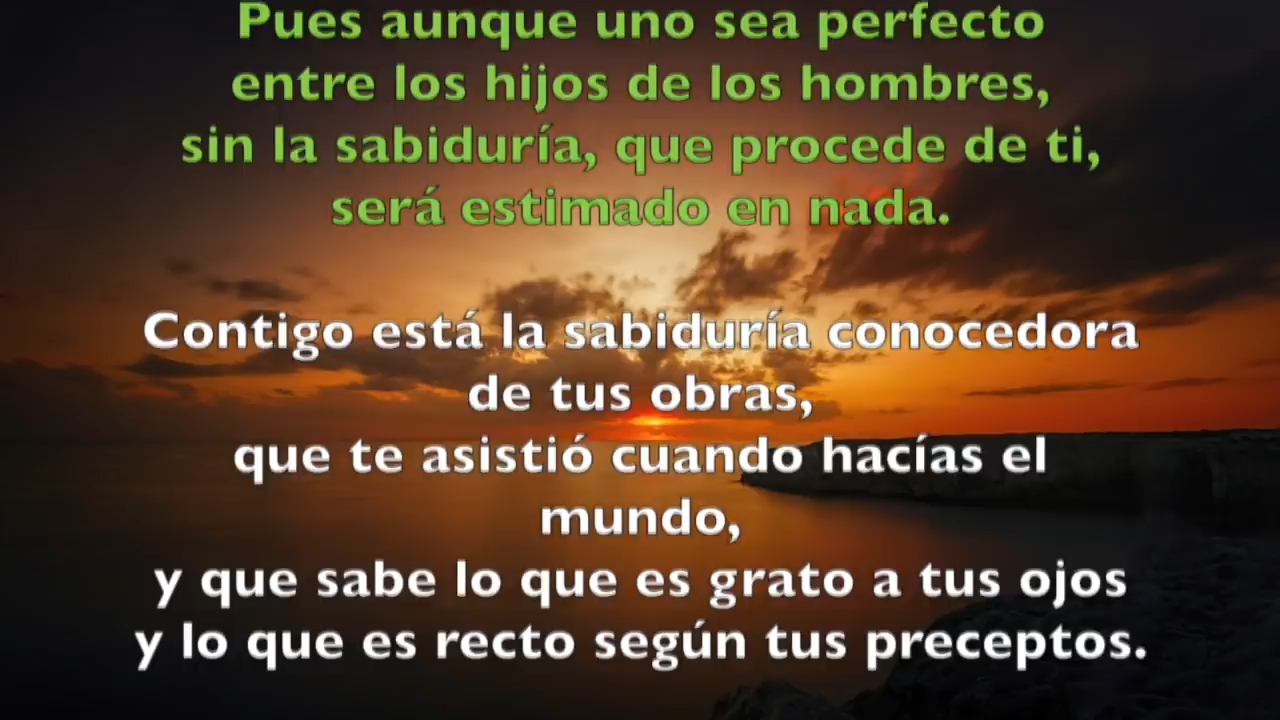 Pues aunque uno sea perfecto
entre los hijos de los hombres,
sin la sabiduría, que procede de ti,
será estimado en nada.
Contigo está la sabiduría conocedora
de tus obras,
que te asistió cuando hacías el
mundo,
y que sabe lo que es grato a tus ojos
y lo que es recto según tus preceptos.